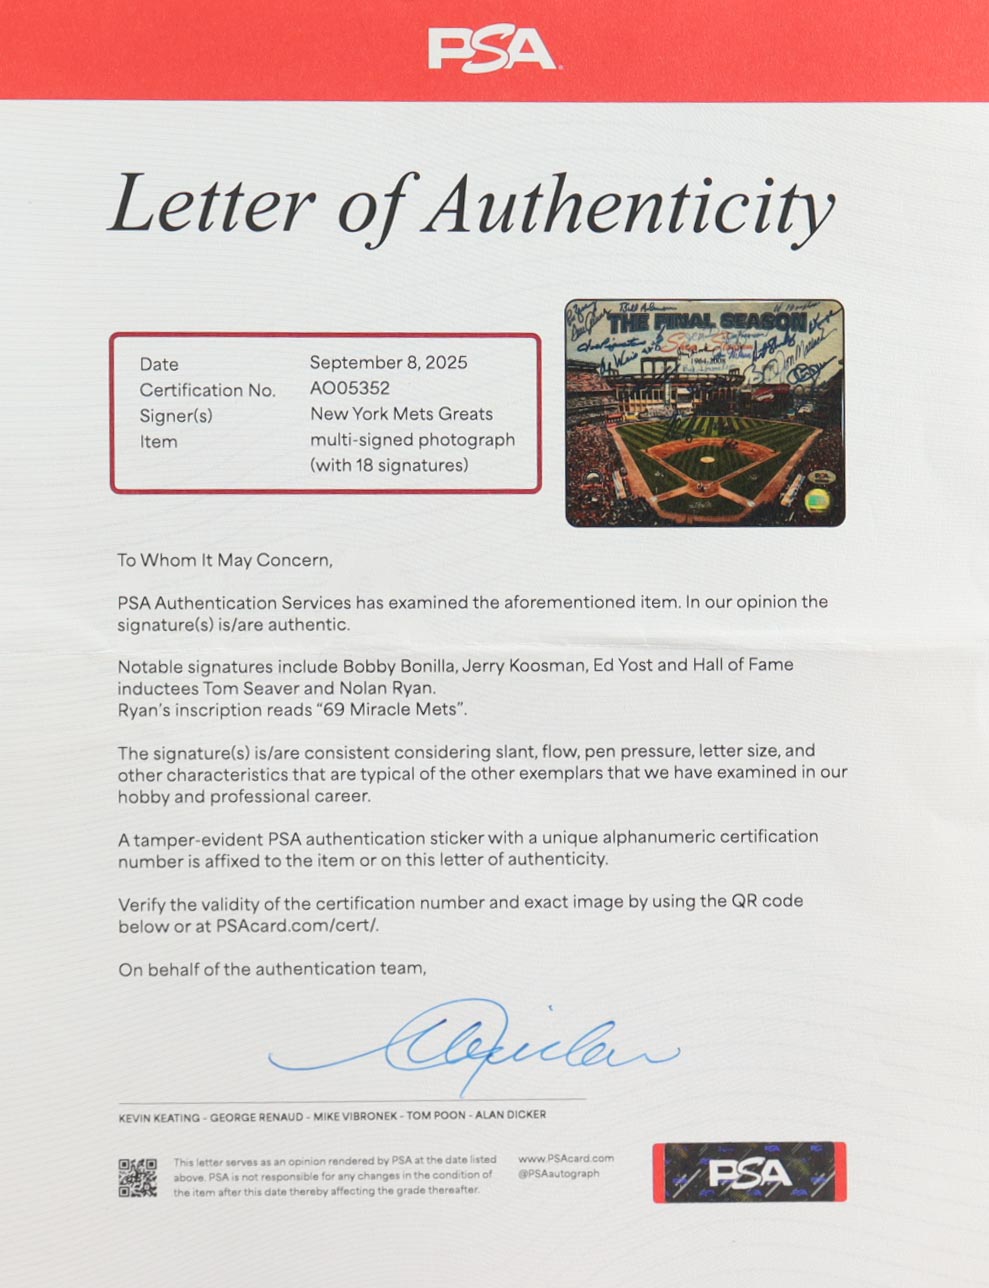 PSA
Letter of Authenticity
Date September 8, 2025
Certification No. AO05352
Signer(s) New York Mets Greats
Item multi-signed photograph
(with 18 signatures)
THE FINAL SEASON
Shea Stadium
1964-2008
To Whom It May Concern,
PSA Authentication Services has examined the aforementioned item. In our opinion the
signature(s) is/are authentic.
Notable signatures include Bobby Bonilla, Jerry Koosman, Ed Yost and Hall of Fame
inductees Tom Seaver and Nolan Ryan.
Ryan's inscription reads “69 Miracle Mets”.
The signature(s) is/are consistent considering slant, flow, pen pressure, letter size, and
other characteristics that are typical of the other exemplars that we have examined in our
hobby and professional career.
A tamper-evident PSA authentication sticker with a unique alphanumeric certification
number is affixed to the item or on this letter of authenticity.
Verify the validity of the certification number and exact image by using the QR code
below or at PSAcard.com/cert/.
On behalf of the authentication team,
KEVIN KEATING - GEORGE RENAUD - MIKE VIBRONEK - TOM POON - ALAN DICKER
This letter serves as an opinion rendered by PSA at the date listed
above. PSA is not responsible for any changes in the condition of
the item after this date thereby affecting the grade thereafter.
www.PSAcard.com
@PSAautograph
PSA